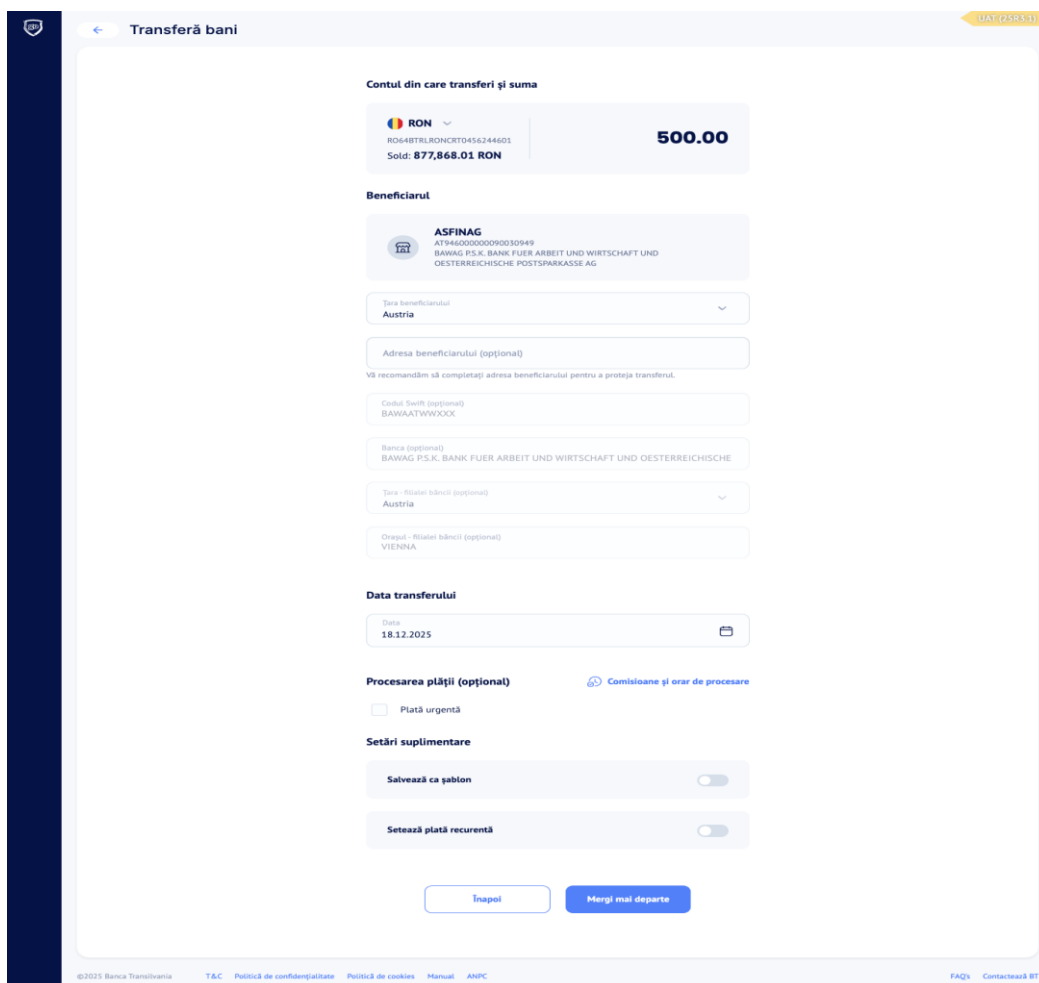 UAT (25R3.1)
Transferă bani
Contul din care transferi și suma
RON
RO64BTRLRONCRT0456244601
Sold: 877,868.01 RON
500.00
Beneficiarul
ASFINAG
AT946000000090030949
BAWAG P.S.K. BANK FUER ARBEIT UND WIRTSCHAFT UND
OESTERREICHISCHE POSTSPARKASSE AG
Țara beneficiarului
Austria
Adresa beneficiarului (opțional)
Vă recomandăm să completați adresa beneficiarului pentru a proteja transferul.
Codul Swift (opțional)
BAWAATWWXXX
Banca (opțional)
BAWAG P.S.K. BANK FUER ARBEIT UND WIRTSCHAFT UND OESTERREICHISCHE
Țara - filialei băncii (opțional)
Austria
Orașul - filialei băncii (opțional)
VIENNA
Data transferului
Data
18.12.2025
Procesarea plății (opțional)
Comisioane și orar de procesare
Plată urgentă
Setări suplimentare
Salvează ca șablon
Setează plată recurentă
Înapoi
Mergi mai departe
©2025 Banca Transilvania
T&C
Politică de confidențialitate
Politică de cookies
Manual
ANPC
FAQ's
Contactează BT